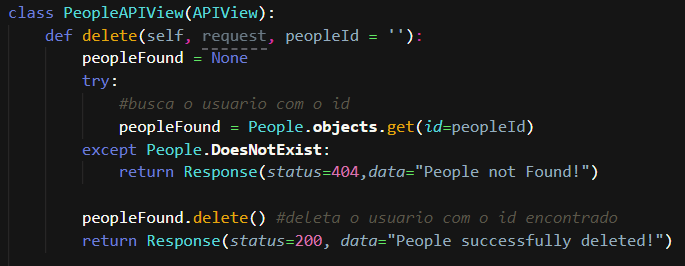 class PeopleAPIView(APIView):
    def delete(self, request, peopleId = ''):
        peopleFound = None
        try:
            #busca o usuario com o id
            peopleFound = People.objects.get(id=peopleId)
        except People.DoesNotExist:
            return Response(status=404,data="People not Found!")

        peopleFound.delete() #deleta o usuario com o id encontrado
        return Response(status=200, data="People successfully deleted!")